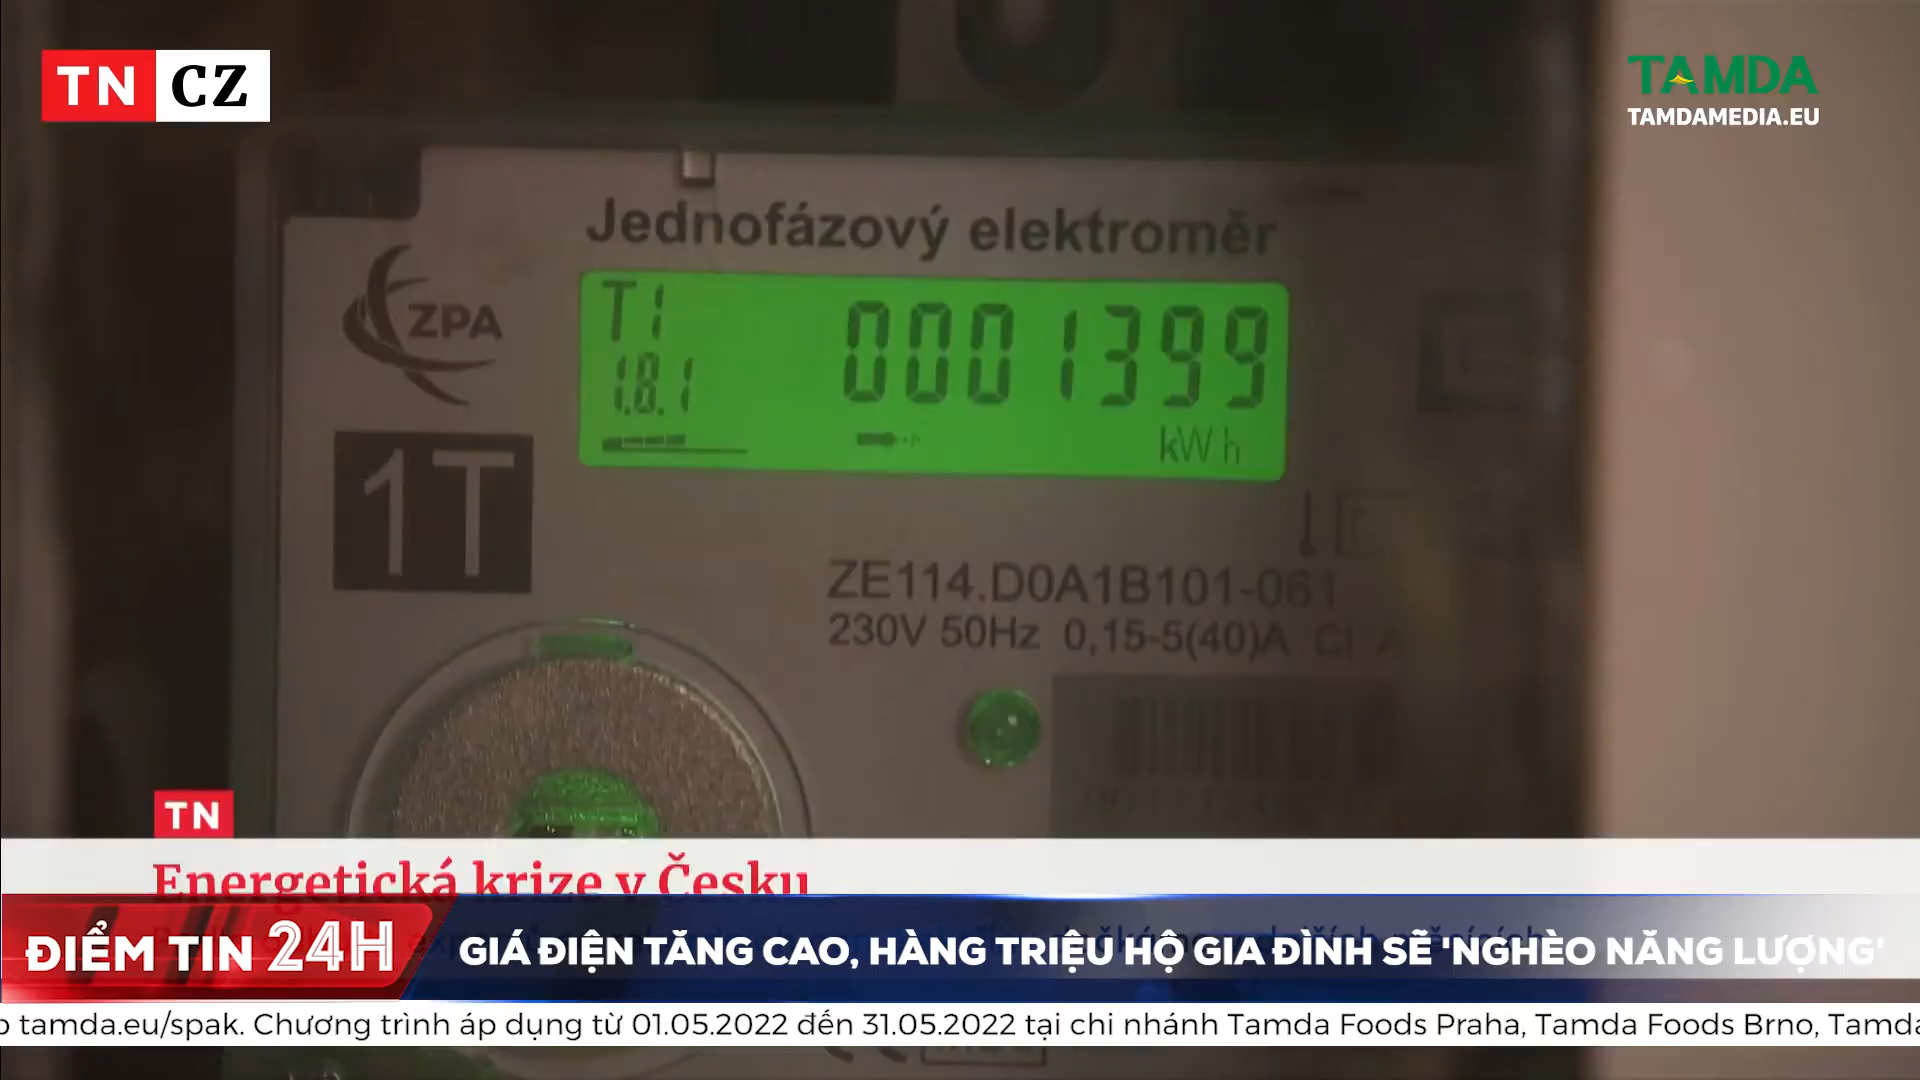 TN CZ
TAMDA
TAMDAMEDIA.EU
Jednofázový elektroměr
ZPA
T1
1.8.1
0001399
kWh
1T
ZE114.D0A1B101-061
230V 50Hz 0,15-5(40)A Cl A
TN
Energetická krize v Česku
ĐIỂM TIN 24H
GIÁ ĐIỆN TĂNG CAO, HÀNG TRIỆU HỘ GIA ĐÌNH SẼ 'NGHÈO NĂNG LƯỢNG'
tamda.eu/spak. Chương trình áp dụng từ 01.05.2022 đến 31.05.2022 tại chi nhánh Tamda Foods Praha, Tamda Foods Brno, Tamda